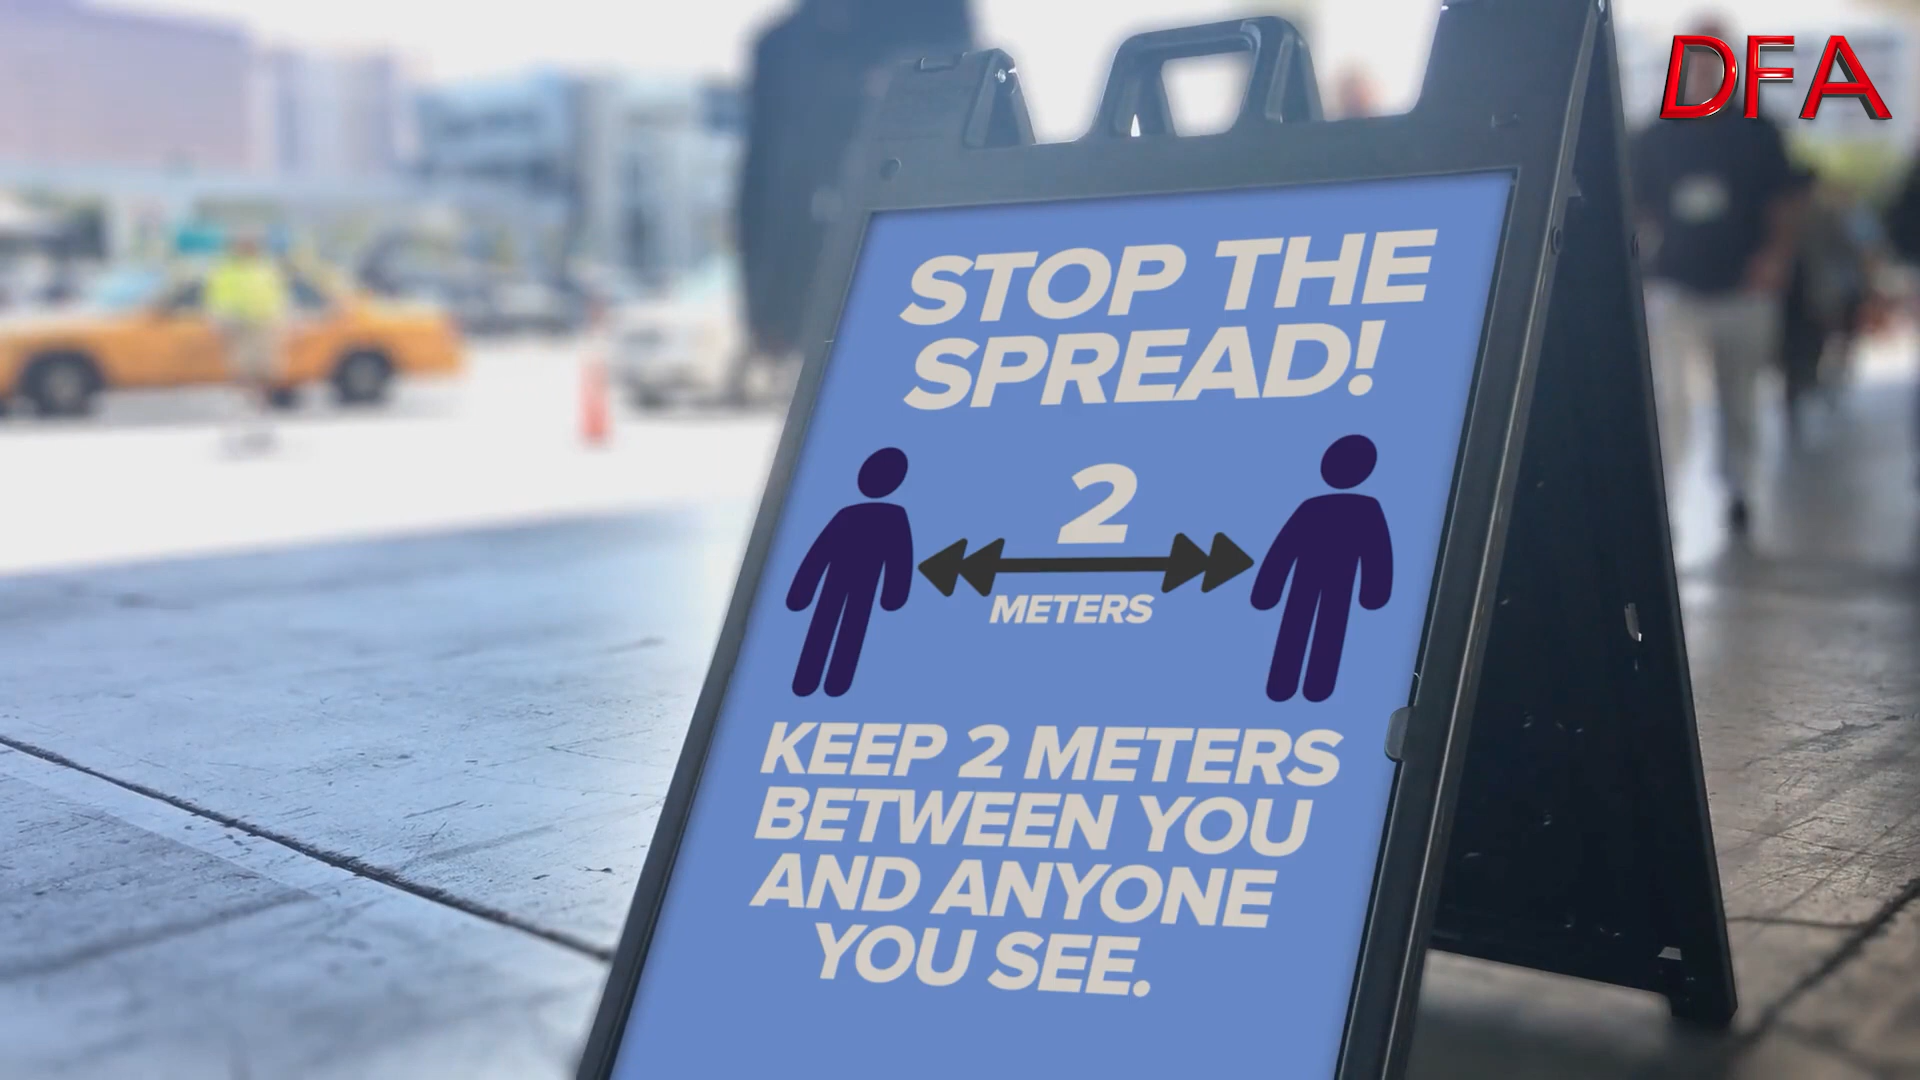 DFA
STOP THE
SPREAD!
2
METERS
KEEP 2 METERS
BETWEEN YOU
AND ANYONE
YOU SEE.